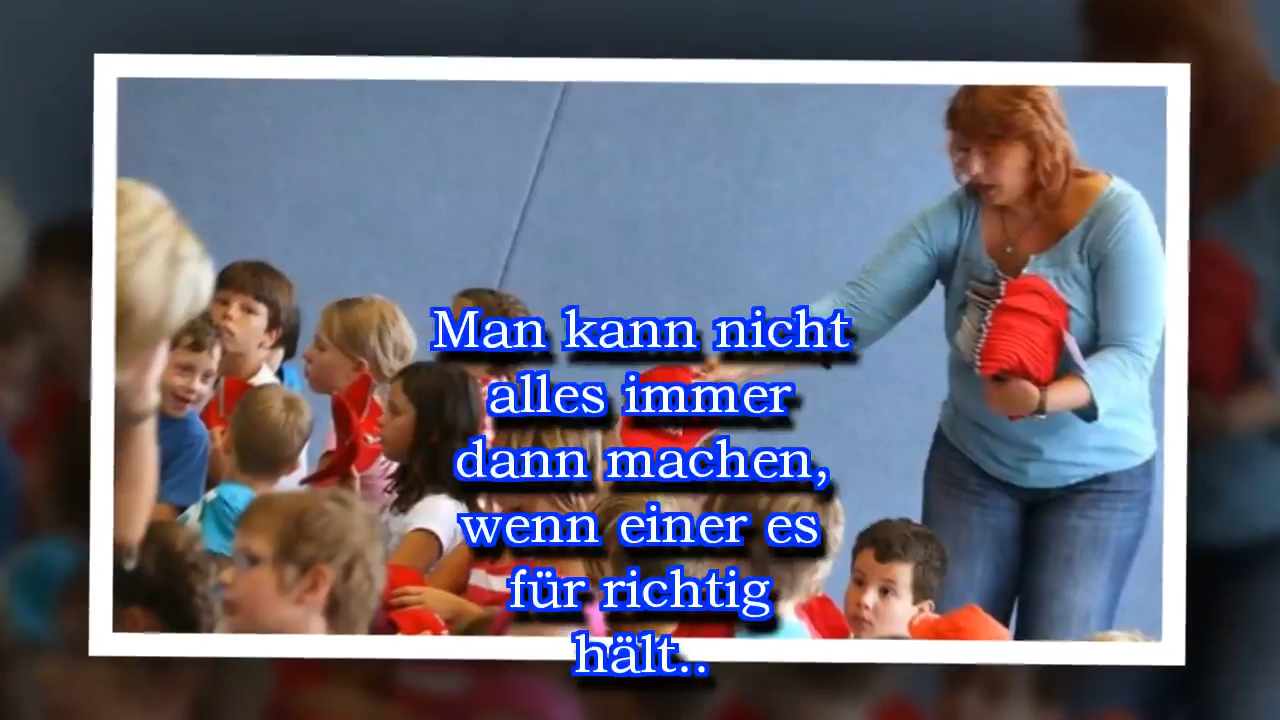 Man kann nicht
alles immer
dann machen,
wenn einer es
für richtig
hält..